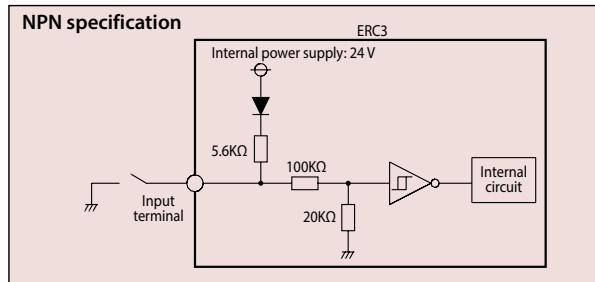 NPN specification
ERC3
Internal power supply: 24 V
5.6KΩ
100KΩ
Internal
circuit
Input
terminal
20KΩ